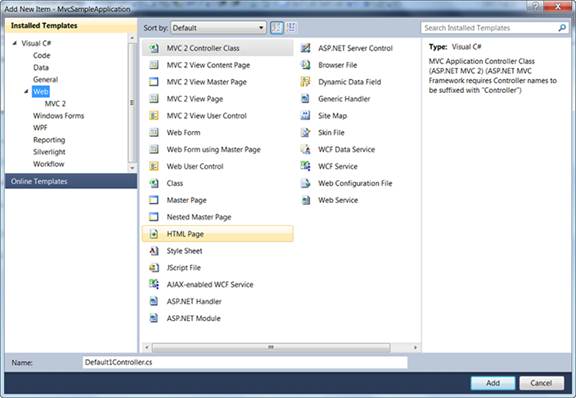 Add New Item - MvcSampleApplication
Installed Templates
Visual C#
Code
Data
General
Web
MVC 2
Windows Forms
WPF
Reporting
Silverlight
Workflow
Online Templates
Sort by: Default
MVC 2 Controller Class
MVC 2 View Content Page
MVC 2 View Master Page
MVC 2 View Page
MVC 2 View User Control
Web Form
Web Form using Master Page
Web User Control
Class
Master Page
Nested Master Page
HTML Page
Style Sheet
JScript File
AJAX-enabled WCF Service
ASP.NET Handler
ASP.NET Module
ASP.NET Server Control
Browser File
Dynamic Data Field
Generic Handler
Site Map
Skin File
WCF Data Service
WCF Service
Web Configuration File
Web Service
Search Installed Templates
Type: Visual C#
MVC Application Controller Class
(ASP.NET MVC 2) (ASP.NET MVC
Framework requires Controller names to
be suffixed with "Controller")
Name: Default1Controller.cs
Add Cancel